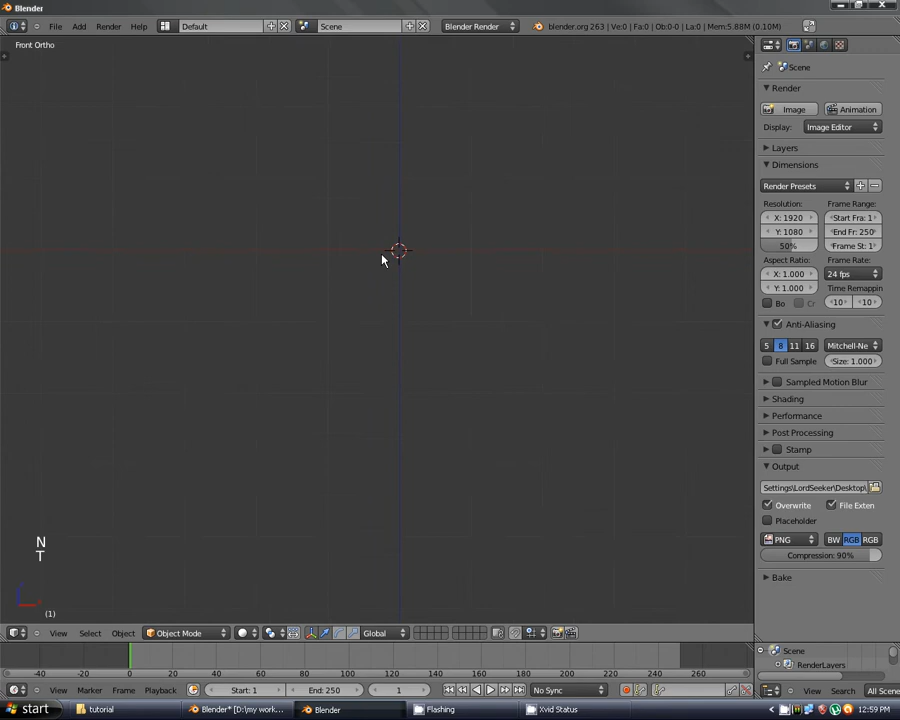 Blender
File Add Render Help Default Scene Blender Render blender.org 263 | Ve:0 | Fa:0 | Ob:0-0 | La:0 | Mem:5.88M (0.10M)
Front Ortho
Scene
Render
Image Animation
Display: Image Editor
Layers
Dimensions
Render Presets
Resolution: Frame Range:
X: 1920 Start Fra: 1
Y: 1080 End Fr: 250
50% Frame St: 1
Aspect Ratio: Frame Rate:
X: 1.000 24 fps
Y: 1.000 Time Remappin
Bo Cr 10 10
Anti-Aliasing
5 8 11 16 Mitchell-Ne
Full Sample Size: 1.000
Sampled Motion Blur
Shading
Performance
Post Processing
Stamp
Output
Settings\LordSeeker\Desktop\
Overwrite File Exten
Placeholder
PNG BW RGB RGB
Compression: 90%
Bake
N
T
(1)
View Select Object Object Mode Global
Scene
RenderLayers
-40 -20 0 20 40 60 80 100 120 140 160 180 200 220 240 260
View Marker Frame Playback Start: 1 End: 250 1 No Sync View Search All Scene
start tutorial Blender* [D:\my work... Blender Flashing Xvid Status 12:59 PM